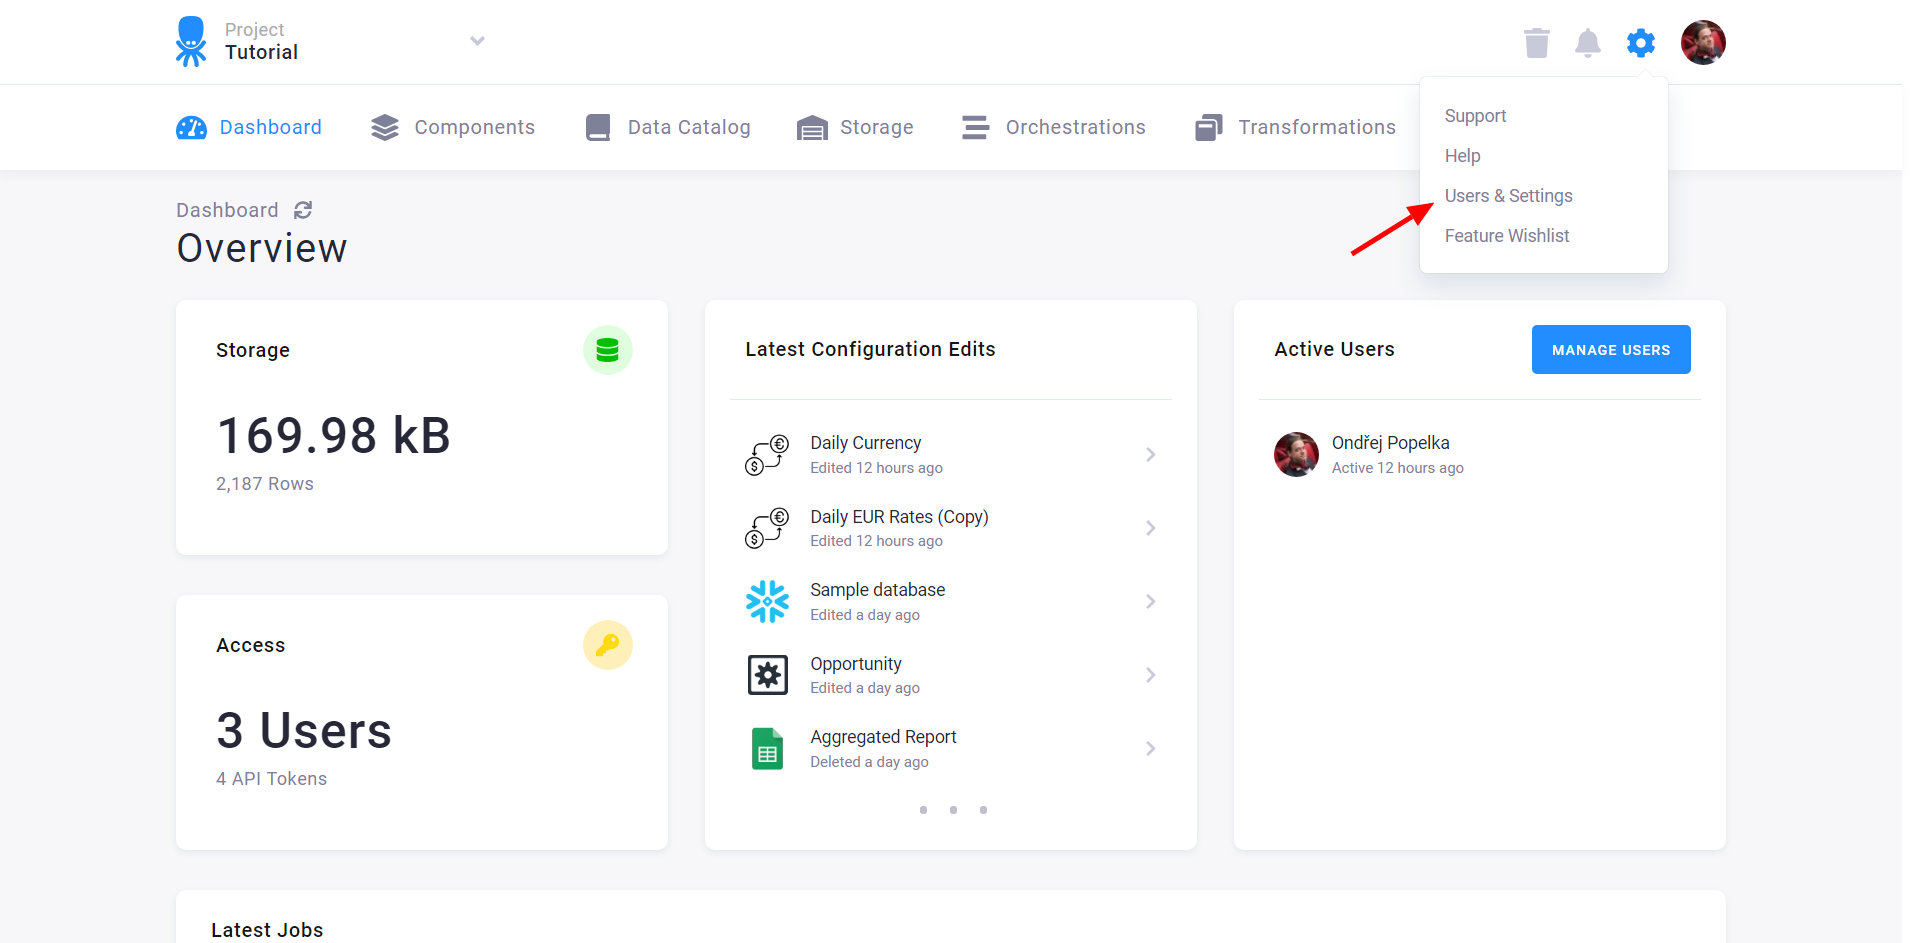 Project
Tutorial
Dashboard
Components
Data Catalog
Storage
Orchestrations
Transformations
Support
Help
Users & Settings
Feature Wishlist
Dashboard
Overview
Storage
169.98 kB
2,187 Rows
Access
3 Users
4 API Tokens
Latest Configuration Edits
Daily Currency
Edited 12 hours ago
Daily EUR Rates (Copy)
Edited 12 hours ago
Sample database
Edited a day ago
Opportunity
Edited a day ago
Aggregated Report
Deleted a day ago
Active Users
MANAGE USERS
Ondřej Popelka
Active 12 hours ago
Latest Jobs